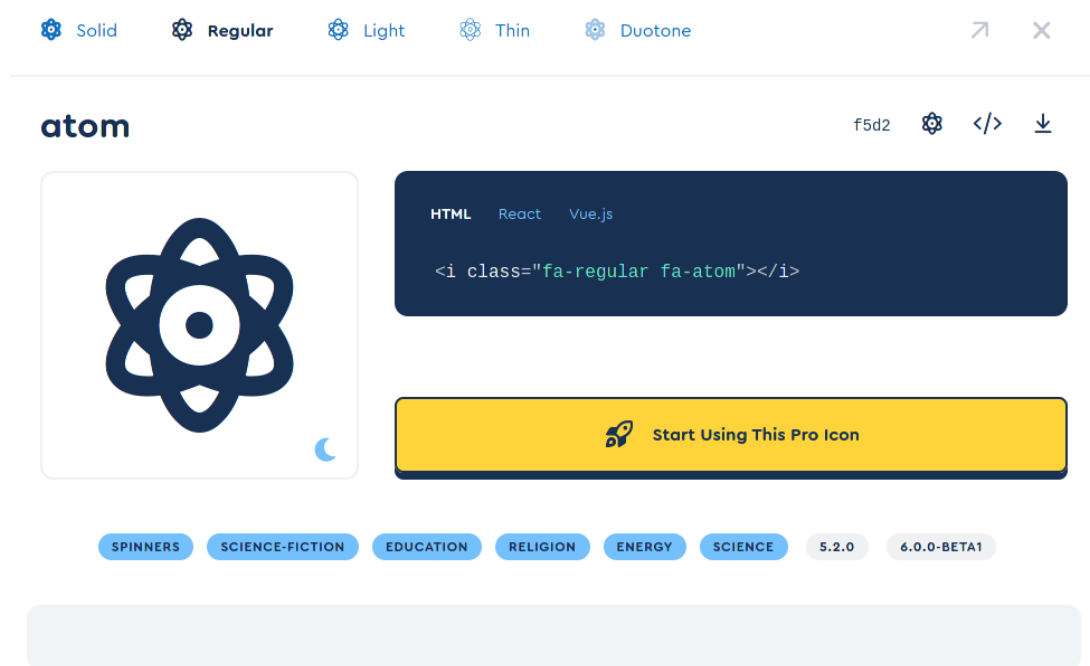 Solid Regular Light Thin Duotone
atom
f5d2
HTML React Vue.js
<i class="fa-regular fa-atom"></i>
Start Using This Pro Icon
SPINNERS SCIENCE-FICTION EDUCATION RELIGION ENERGY SCIENCE 5.2.0 6.0.0-BETA1